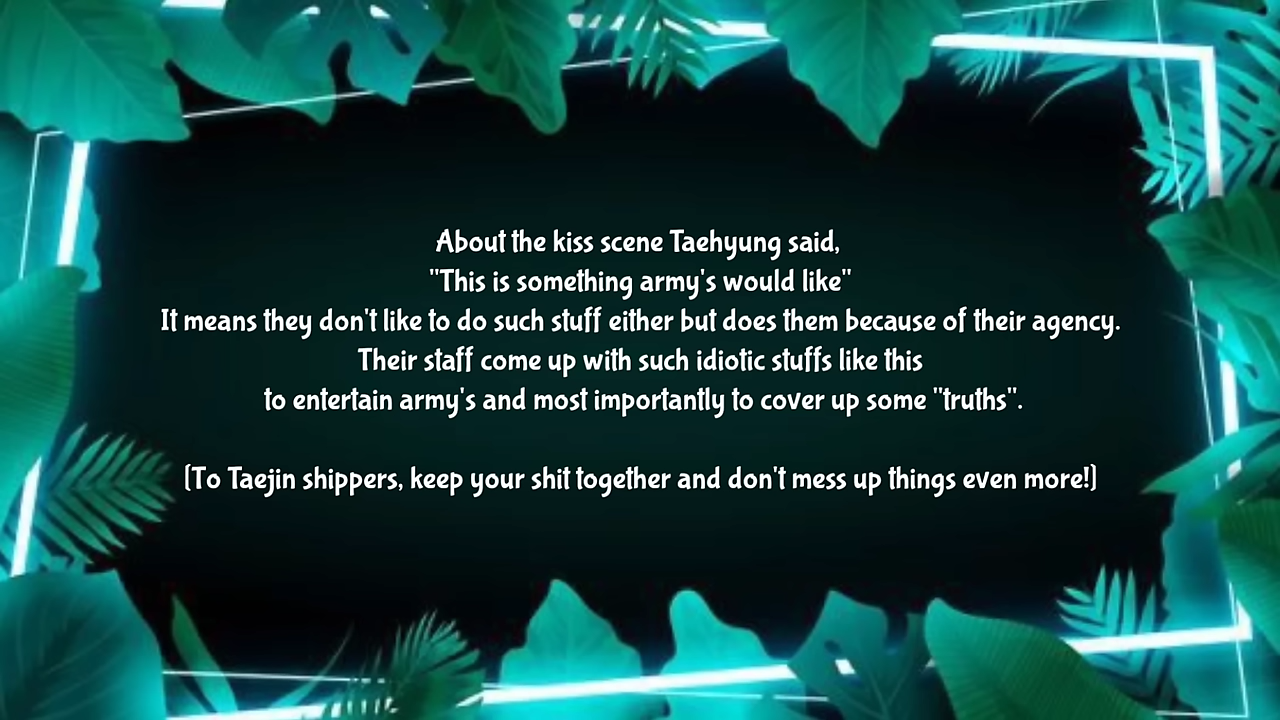 About the kiss scene Taehyung said,
"This is something army's would like"
It means they don't like to do such stuff either but does them because of their agency.
Their staff come up with such idiotic stuffs like this
to entertain army's and most importantly to cover up some "truths".
(To Taejin shippers, keep your shit together and don't mess up things even more!)